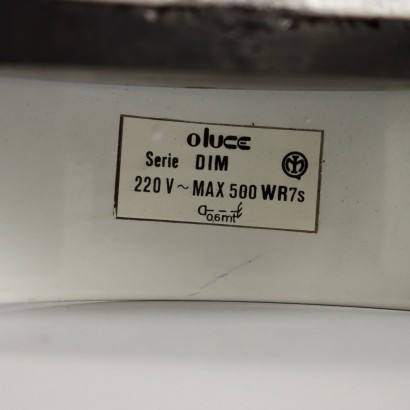 oluce
Serie DIM
220 V ~ MAX 500 WR7s
0,6 mt